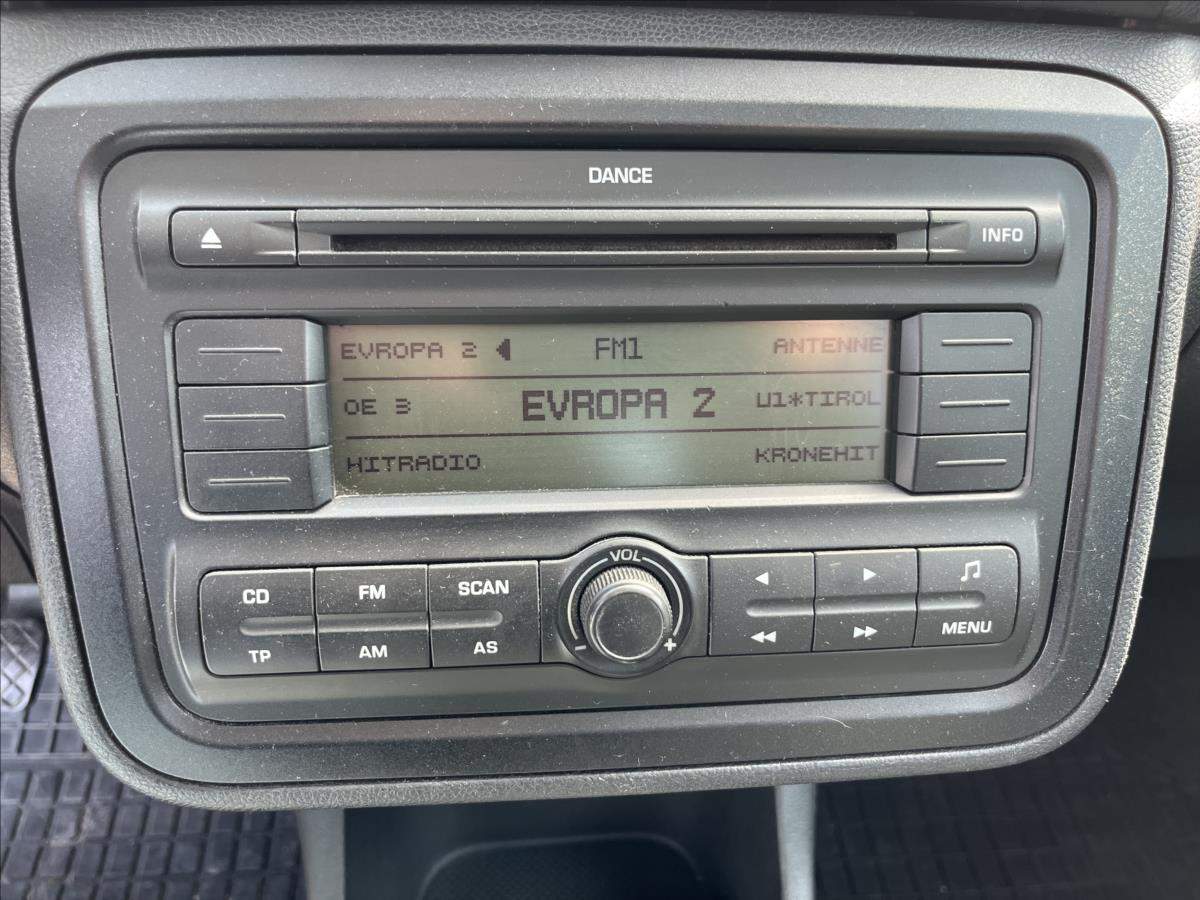 DANCE
INFO
EVROPA 2 FM1 ANTENNE
OE 3 EVROPA 2 U1*TIROL
HITRADIO KRONEHIT
VOL
CD FM SCAN
- +
TP AM AS MENU